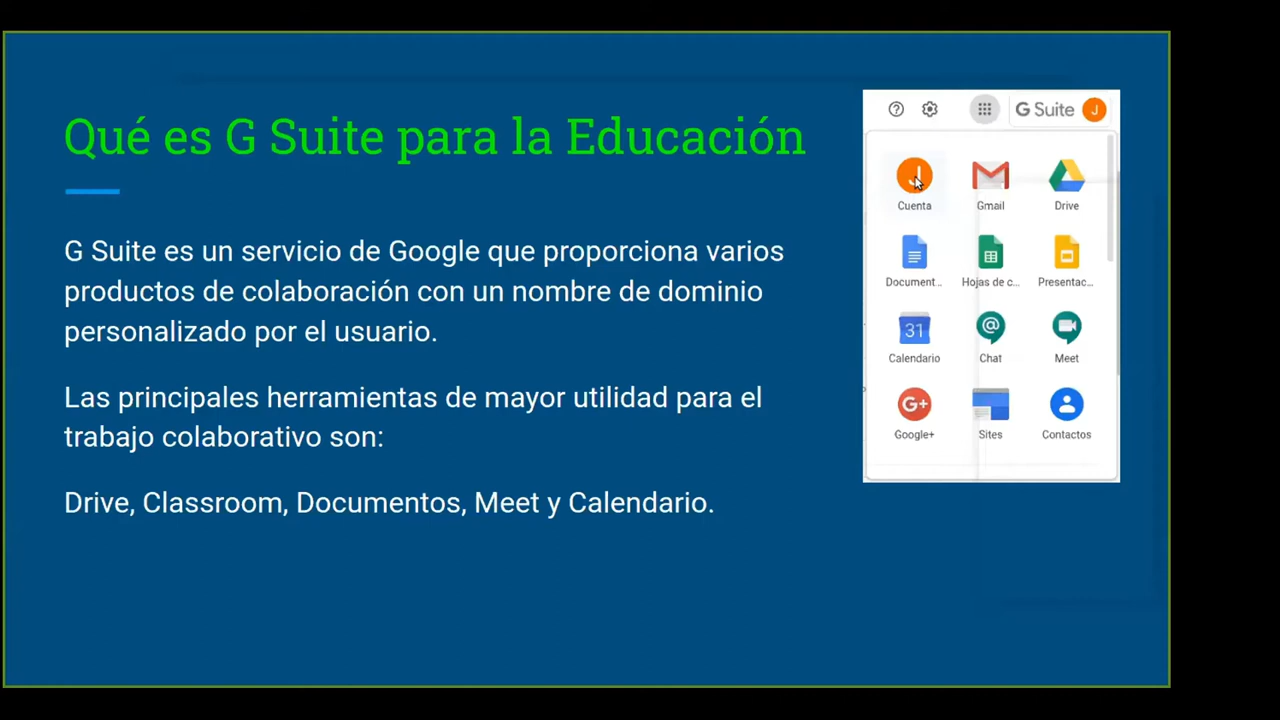 Qué es G Suite para la Educación
G Suite es un servicio de Google que proporciona varios
productos de colaboración con un nombre de dominio
personalizado por el usuario.
Las principales herramientas de mayor utilidad para el
trabajo colaborativo son:
Drive, Classroom, Documentos, Meet y Calendario.
G Suite J
Cuenta Gmail Drive
Document... Hojas de c... Presentac...
31
Calendario Chat Meet
G+
Google+ Sites Contactos